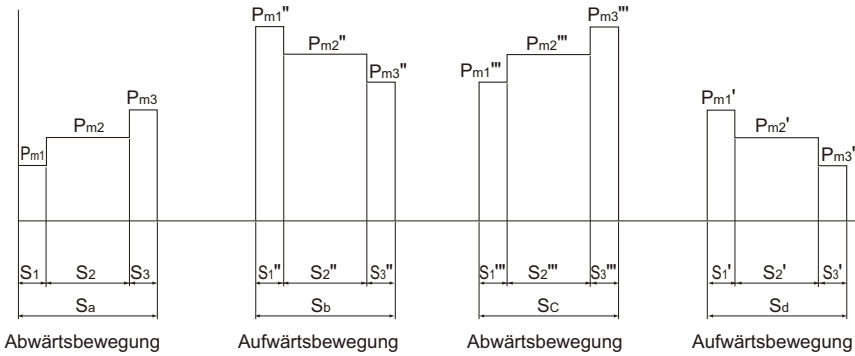 Pm1 Pm2 Pm3
Pm1'' Pm2'' Pm3''
Pm1''' Pm2''' Pm3'''
Pm1' Pm2' Pm3'
S1 S2 S3
S1'' S2'' S3''
S1''' S2''' S3'''
S1' S2' S3'
Sa Sb SC Sd
Abwärtsbewegung Aufwärtsbewegung Abwärtsbewegung Aufwärtsbewegung